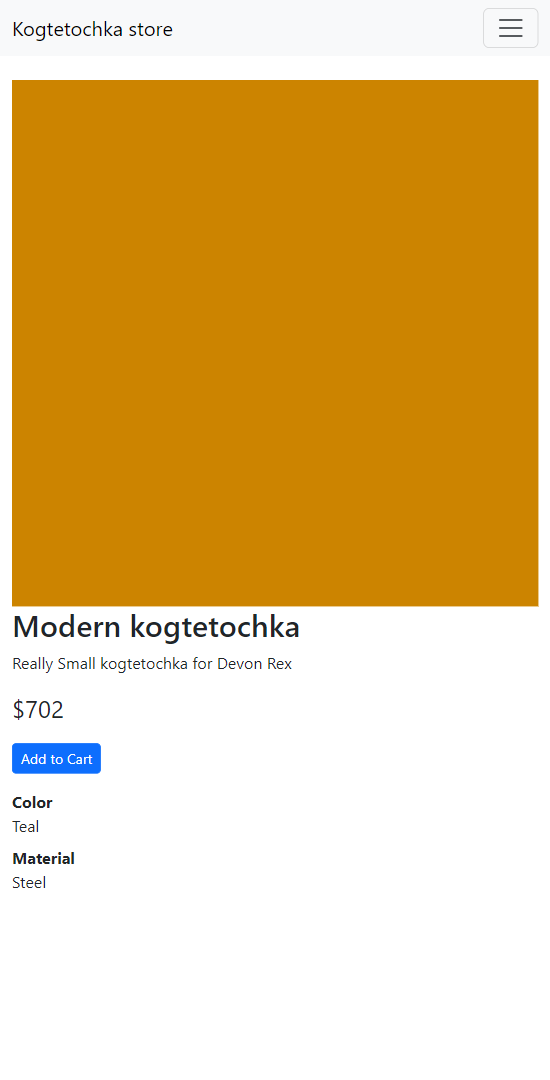 Kogtetochka store
Modern kogtetochka
Really Small kogtetochka for Devon Rex
$702
Add to Cart
Color
Teal
Material
Steel